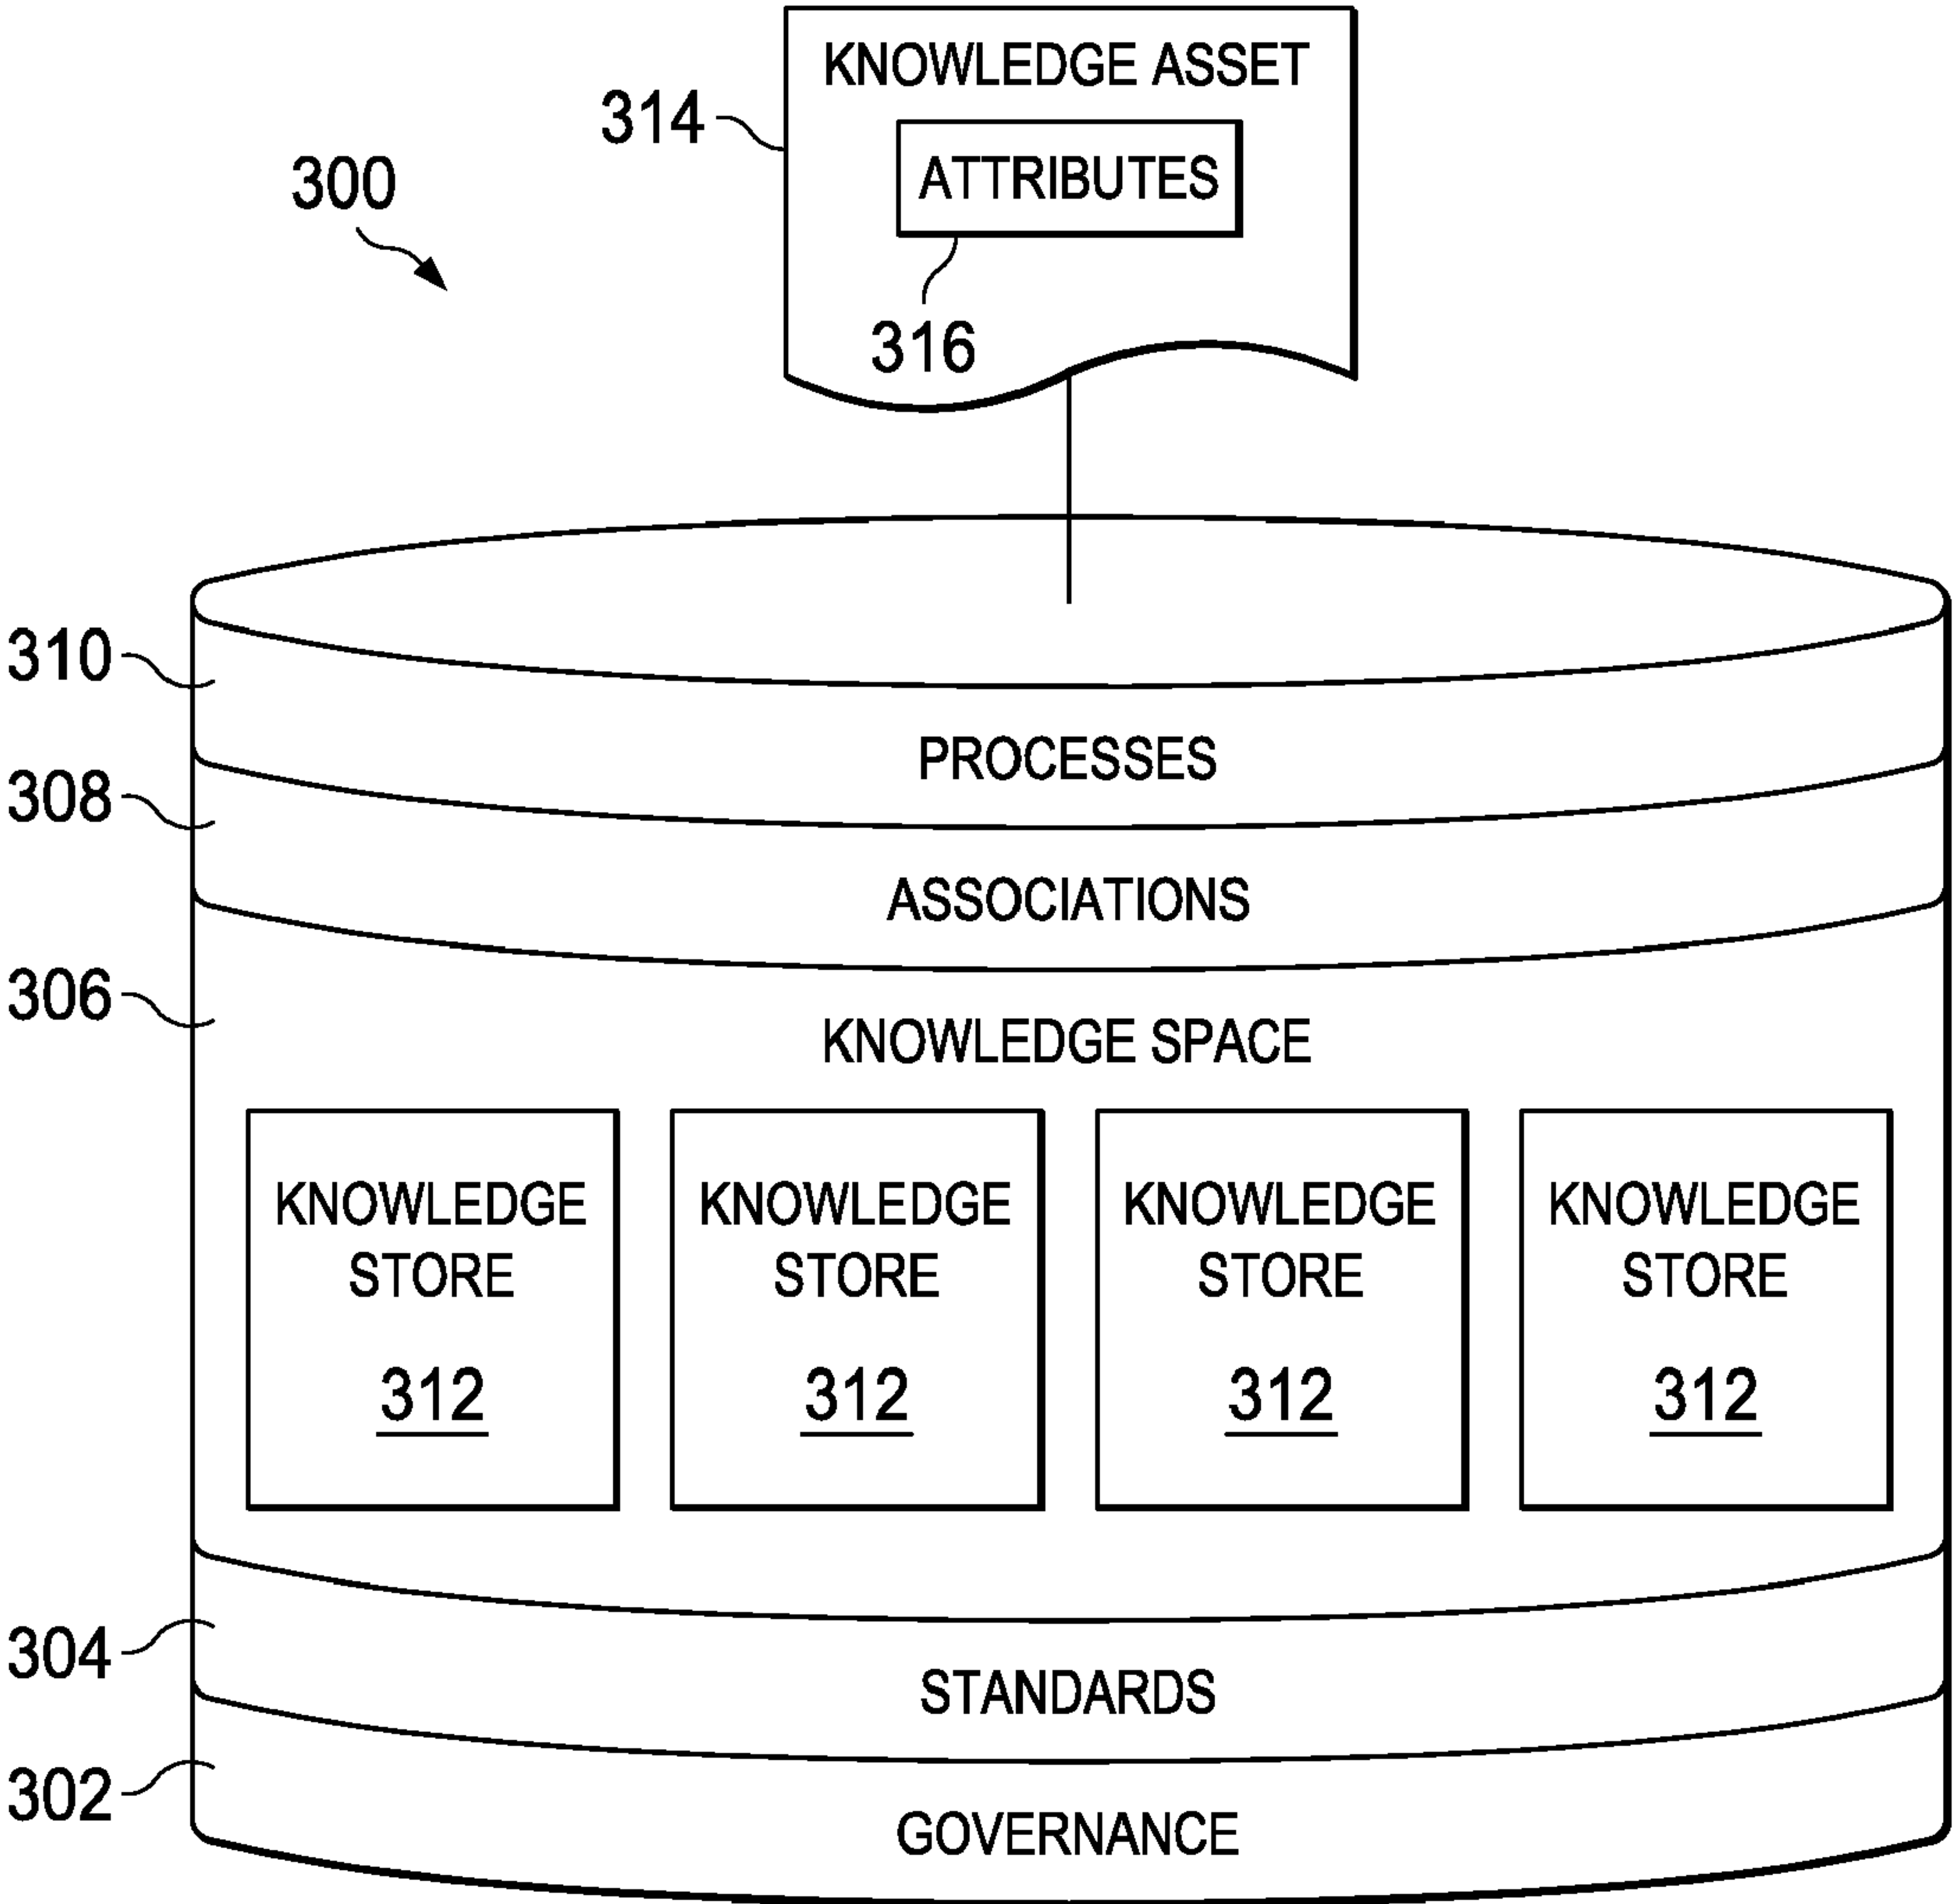 KNOWLEDGE ASSET
314
ATTRIBUTES
300
316
310
PROCESSES
308
ASSOCIATIONS
306
KNOWLEDGE SPACE
KNOWLEDGE STORE 312
KNOWLEDGE STORE 312
KNOWLEDGE STORE 312
KNOWLEDGE STORE 312
304
STANDARDS
302
GOVERNANCE